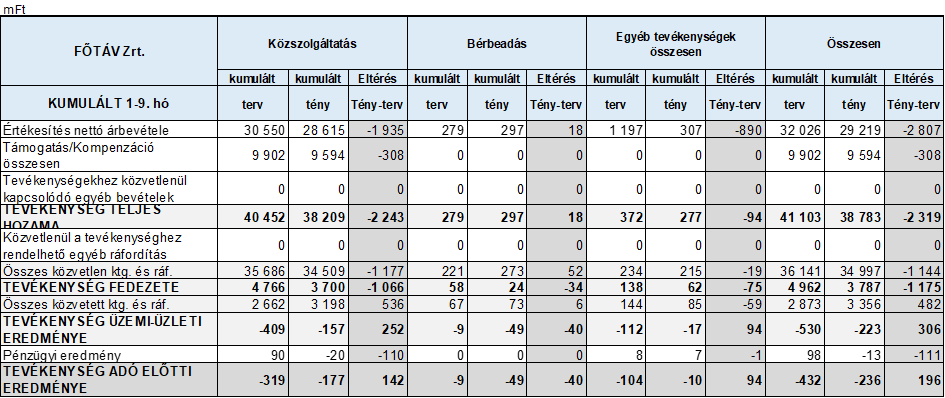 mFt
FŐTÁV Zrt. Közszolgáltatás Bérbeadás Egyéb tevékenységek összesen Összesen
kumulált kumulált Eltérés kumulált kumulált Eltérés kumulált kumulált Eltérés kumulált kumulált Eltérés
KUMULÁLT 1-9. hó terv tény Tény-terv terv tény Tény-terv terv tény Tény-terv terv tény Tény-terv
Értékesítés nettó árbevétele 30 550 28 615 -1 935 279 297 18 1 197 307 -890 32 026 29 219 -2 807
Támogatás/Kompenzáció
összesen 9 902 9 594 -308 0 0 0 0 0 0 9 902 9 594 -308
Tevékenységekhez közvetlenül
kapcsolódó egyéb bevételek 0 0 0 0 0 0 0 0 0 0 0 0
TEVÉKENYSÉG TELJES
HOZAMA 40 452 38 209 -2 243 279 297 18 372 277 -94 41 103 38 783 -2 319
Közvetlenül a tevékenységhez
rendelhető egyéb ráfordítás 0 0 0 0 0 0 0 0 0 0 0 0
Összes közvetlen ktg. és ráf. 35 686 34 509 -1 177 221 273 52 234 215 -19 36 141 34 997 -1 144
TEVÉKENYSÉG FEDEZETE 4 766 3 700 -1 066 58 24 -34 138 62 -75 4 962 3 787 -1 175
Összes közvetett ktg. és ráf. 2 662 3 198 536 67 73 6 144 85 -59 2 873 3 356 482
TEVÉKENYSÉG ÜZEMI-ÜZLETI
EREDMÉNYE -409 -157 252 -9 -49 -40 -112 -17 94 -530 -223 306
Pénzügyi eredmény 90 -20 -110 0 0 0 8 7 -1 98 -13 -111
TEVÉKENYSÉG ADÓ ELŐTTI
EREDMÉNYE -319 -177 142 -9 -49 -40 -104 -10 94 -432 -236 196